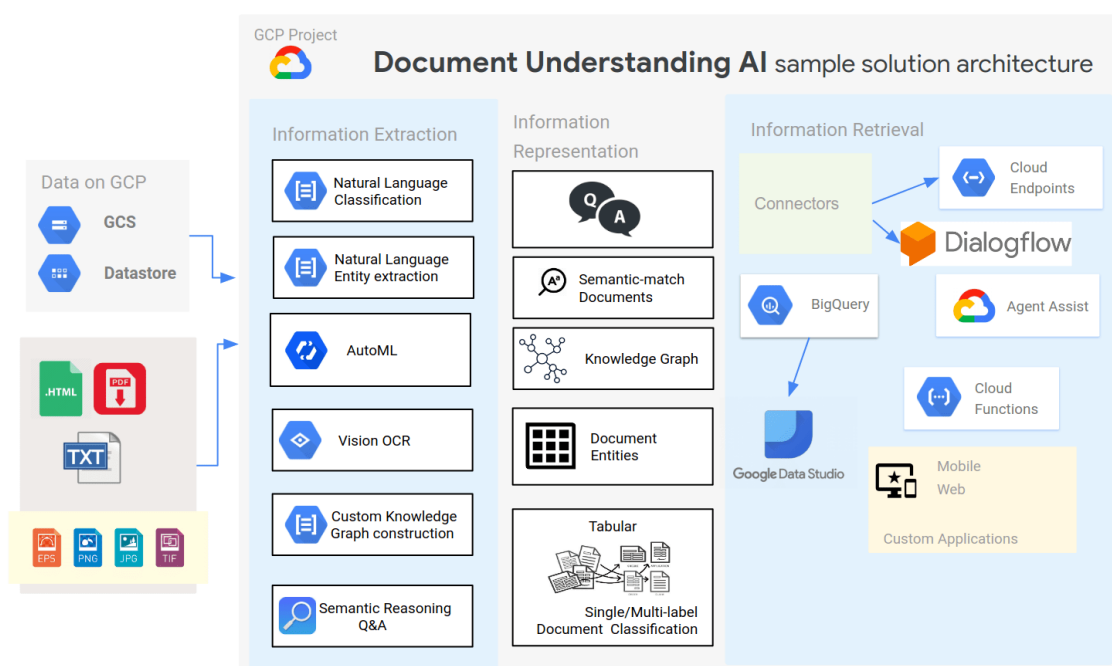 GCP Project
Document Understanding AI sample solution architecture
Data on GCP
GCS
Datastore
.HTML
PDF
TXT
EPS
PNG
JPG
TIF
Information Extraction
Natural Language
Classification
Natural Language
Entity extraction
AutoML
Vision OCR
Custom Knowledge
Graph construction
Semantic Reasoning
Q&A
Information
Representation
Q
A
Aa
Semantic-match
Documents
Knowledge Graph
Document
Entities
Tabular
Single/Multi-label
Document Classification
Information Retrieval
Connectors
Cloud
Endpoints
Dialogflow
BigQuery
Agent Assist
Cloud
Functions
Google Data Studio
Mobile
Web
Custom Applications